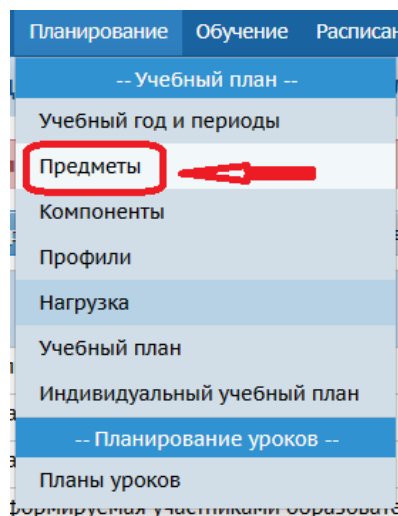 Планирование Обучение
-- Учебный план --
Учебный год и периоды
Предметы
Компоненты
Профили
Нагрузка
Учебный план
Индивидуальный учебный план
-- Планирование уроков --
Планы уроков